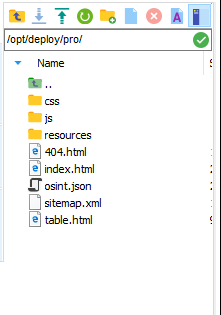 /opt/deploy/pro/
Name
..
css
js
resources
404.html
index.html
osint.json
sitemap.xml
table.html